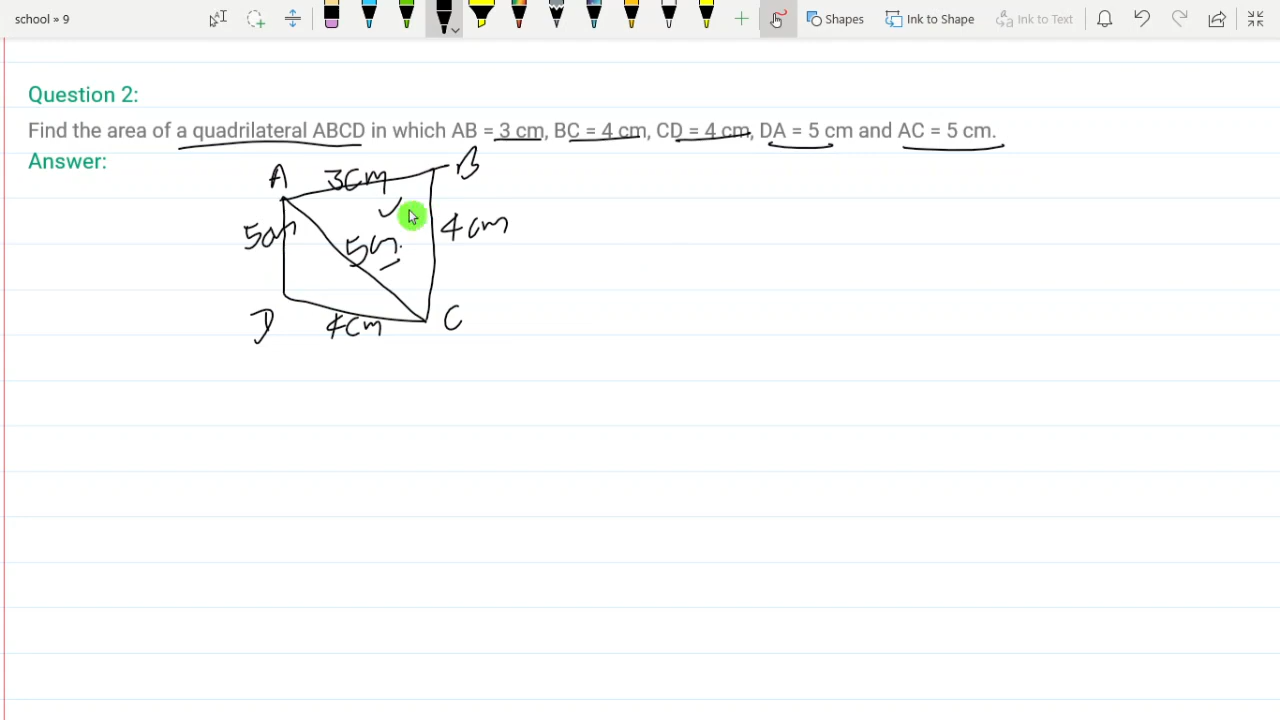 school » 9
Shapes
Ink to Shape
Ink to Text
Question 2:
Find the area of a quadrilateral ABCD in which AB = 3 cm, BC = 4 cm, CD = 4 cm, DA = 5 cm and AC = 5 cm.
Answer:
A 3cm B
5cm 5cm 4cm
D 4cm C